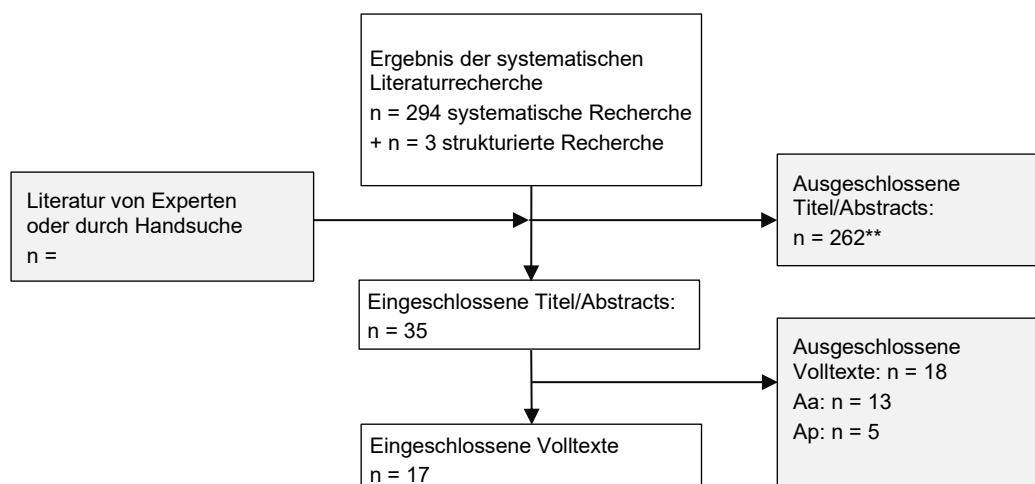 Ergebnis der systematischen
Literaturrecherche
n = 294 systematische Recherche
+ n = 3 strukturierte Recherche
Literatur von Experten
oder durch Handsuche
n =
Ausgeschlossene
Titel/Abstracts:
n = 262**
Eingeschlossene Titel/Abstracts:
n = 35
Ausgeschlossene
Volltexte: n = 18
Aa: n = 13
Ap: n = 5
Eingeschlossene Volltexte
n = 17